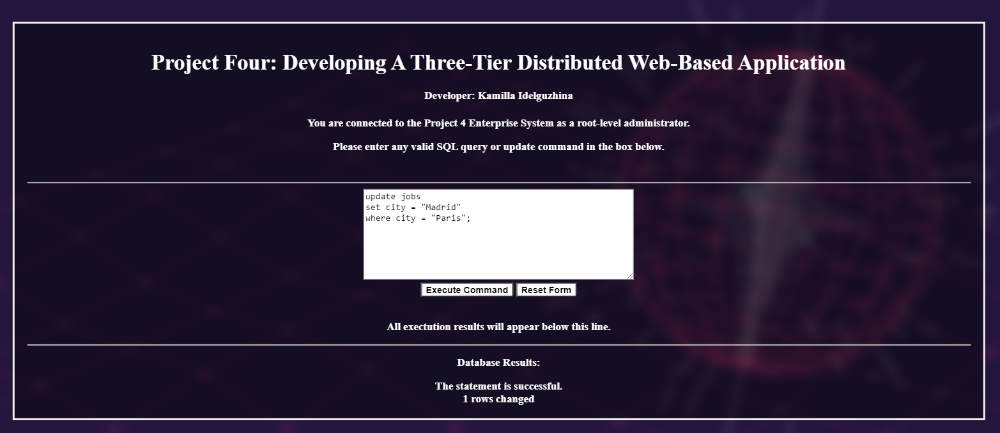 Project Four: Developing A Three-Tier Distributed Web-Based Application
Developer: Kamilla Idelguzhina
You are connected to the Project 4 Enterprise System as a root-level administrator.
Please enter any valid SQL query or update command in the box below.
update jobs
set city = "Madrid"
where city = "Paris";
Execute Command Reset Form
All exectution results will appear below this line.
Database Results:
The statement is successful.
1 rows changed